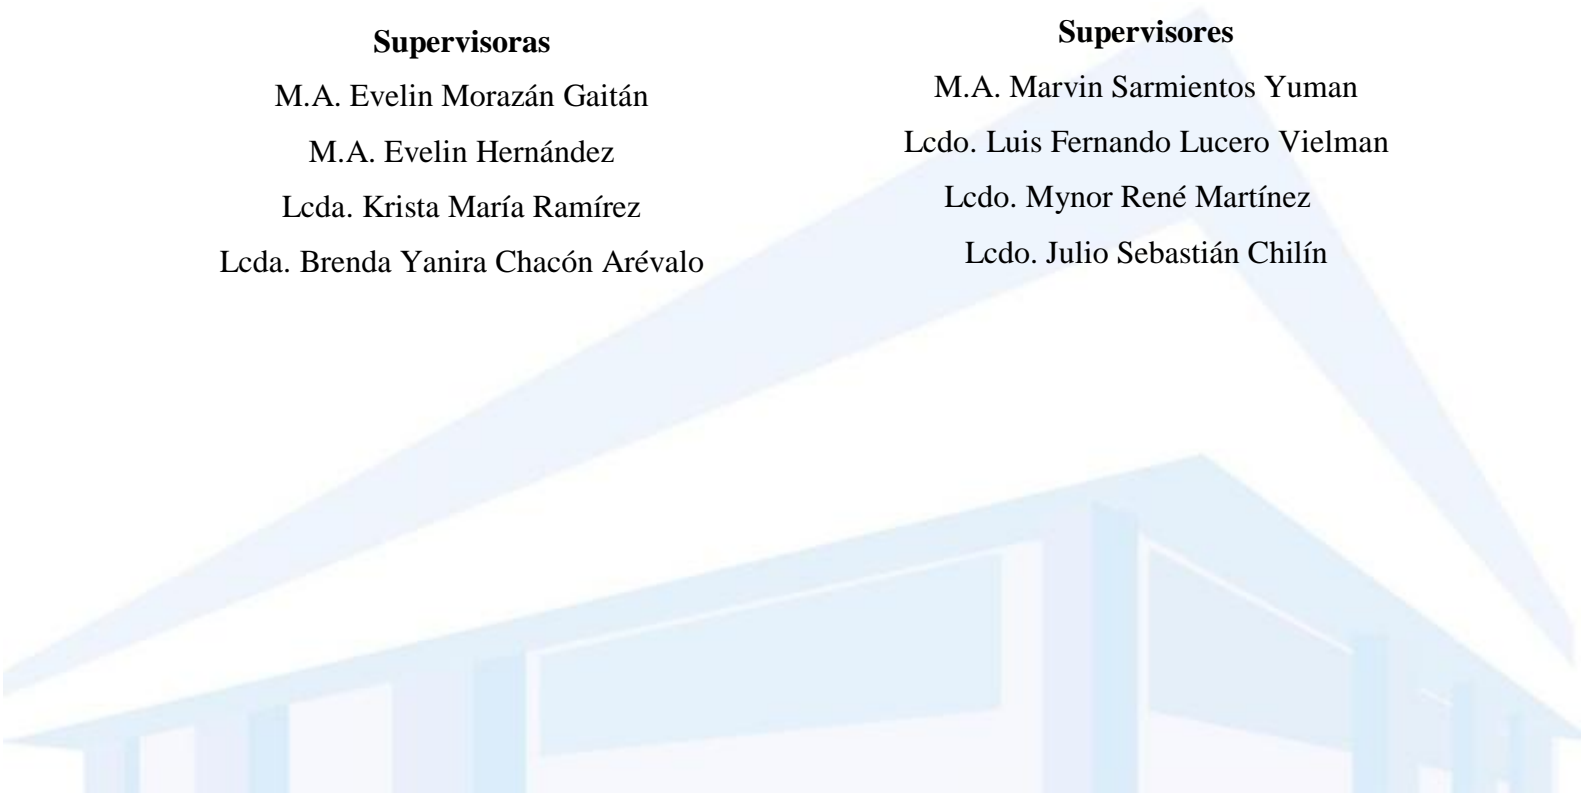 Supervisoras
M.A. Evelin Morazán Gaitán
M.A. Evelin Hernández
Lcda. Krista María Ramírez
Lcda. Brenda Yanira Chacón Arévalo
Supervisores
M.A. Marvin Sarmientos Yuman
Lcdo. Luis Fernando Lucero Vielman
Lcdo. Mynor René Martínez
Lcdo. Julio Sebastián Chilín